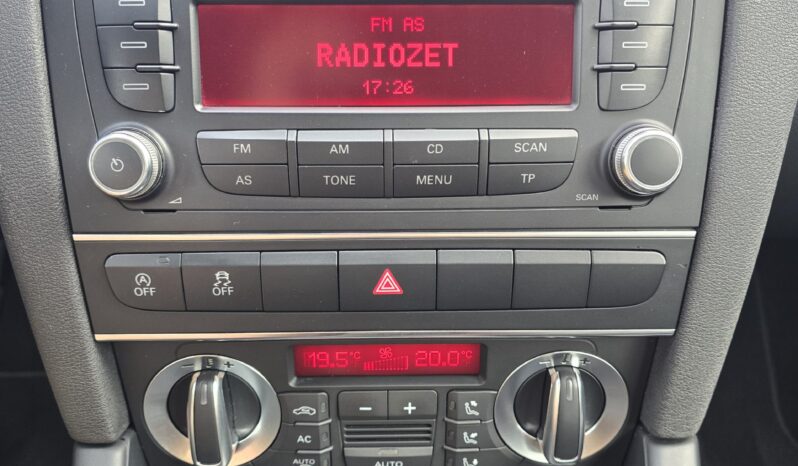 FM AS
RADIOZET
17:26
FM AM CD SCAN
AS TONE MENU TP
SCAN
A OFF OFF
19.5°C 20.0°C
− +
AC
AUTO AUTO